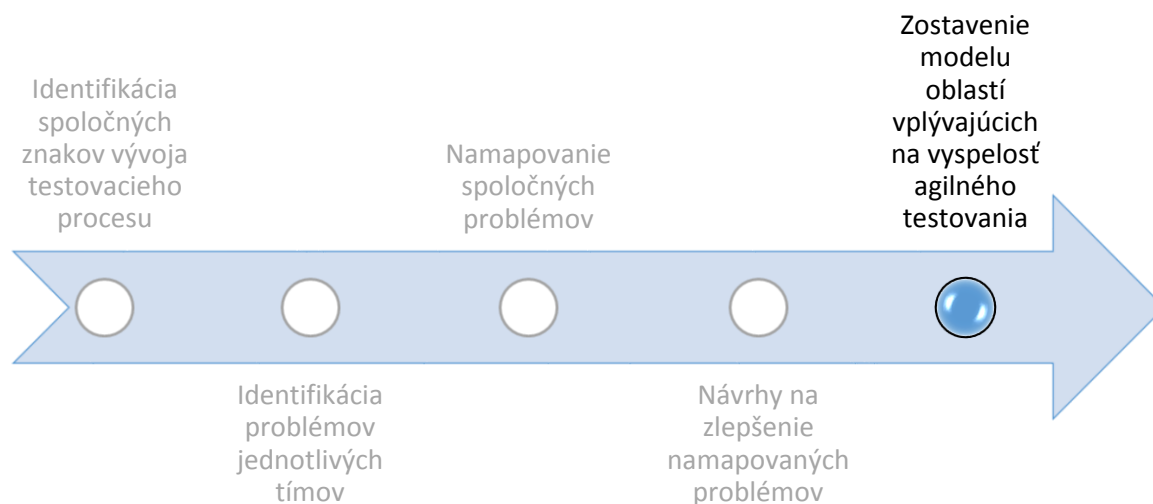 Identifikácia
spoločných
znakov vývoja
testovacieho
procesu
Identifikácia
problémov
jednotlivých
tímov
Namapovanie
spoločných
problémov
Návrhy na
zlepšenie
namapovaných
problémov
Zostavenie
modelu
oblastí
vplývajúcich
na vyspelosť
agilného
testovania